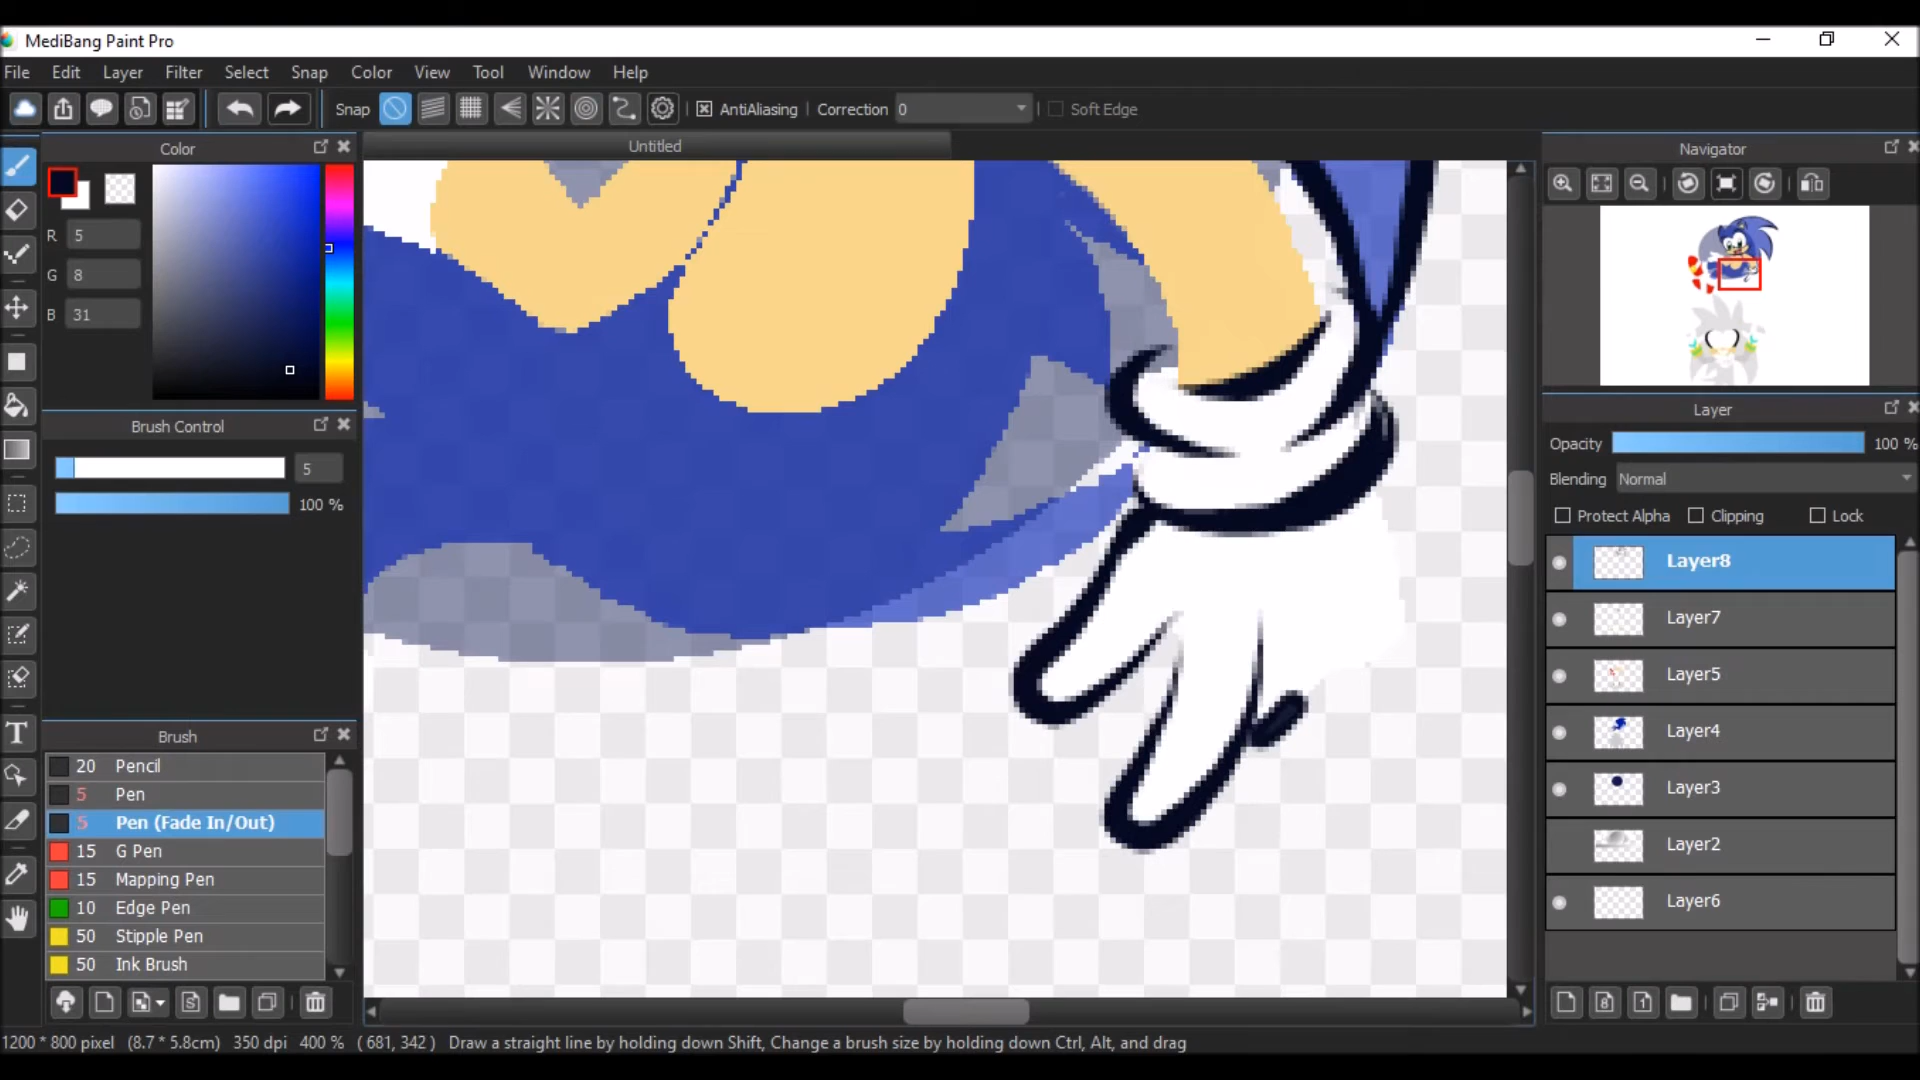 MediBang Paint Pro
File Edit Layer Filter Select Snap Color View Tool Window Help
Snap AntiAliasing Correction 0 Soft Edge
Color
Untitled
Navigator
R 5
G 8
B 31
Brush Control
5
100 %
Layer
Opacity 100 %
Blending Normal
Protect Alpha Clipping Lock
Layer8
Layer7
Layer5
Layer4
Layer3
Layer2
Layer6
Brush
20 Pencil
5 Pen
5 Pen (Fade In/Out)
15 G Pen
15 Mapping Pen
10 Edge Pen
50 Stipple Pen
50 Ink Brush
S
8
1
1200 * 800 pixel (8.7 * 5.8cm) 350 dpi 400 % ( 681, 342 ) Draw a straight line by holding down Shift, Change a brush size by holding down Ctrl, Alt, and drag